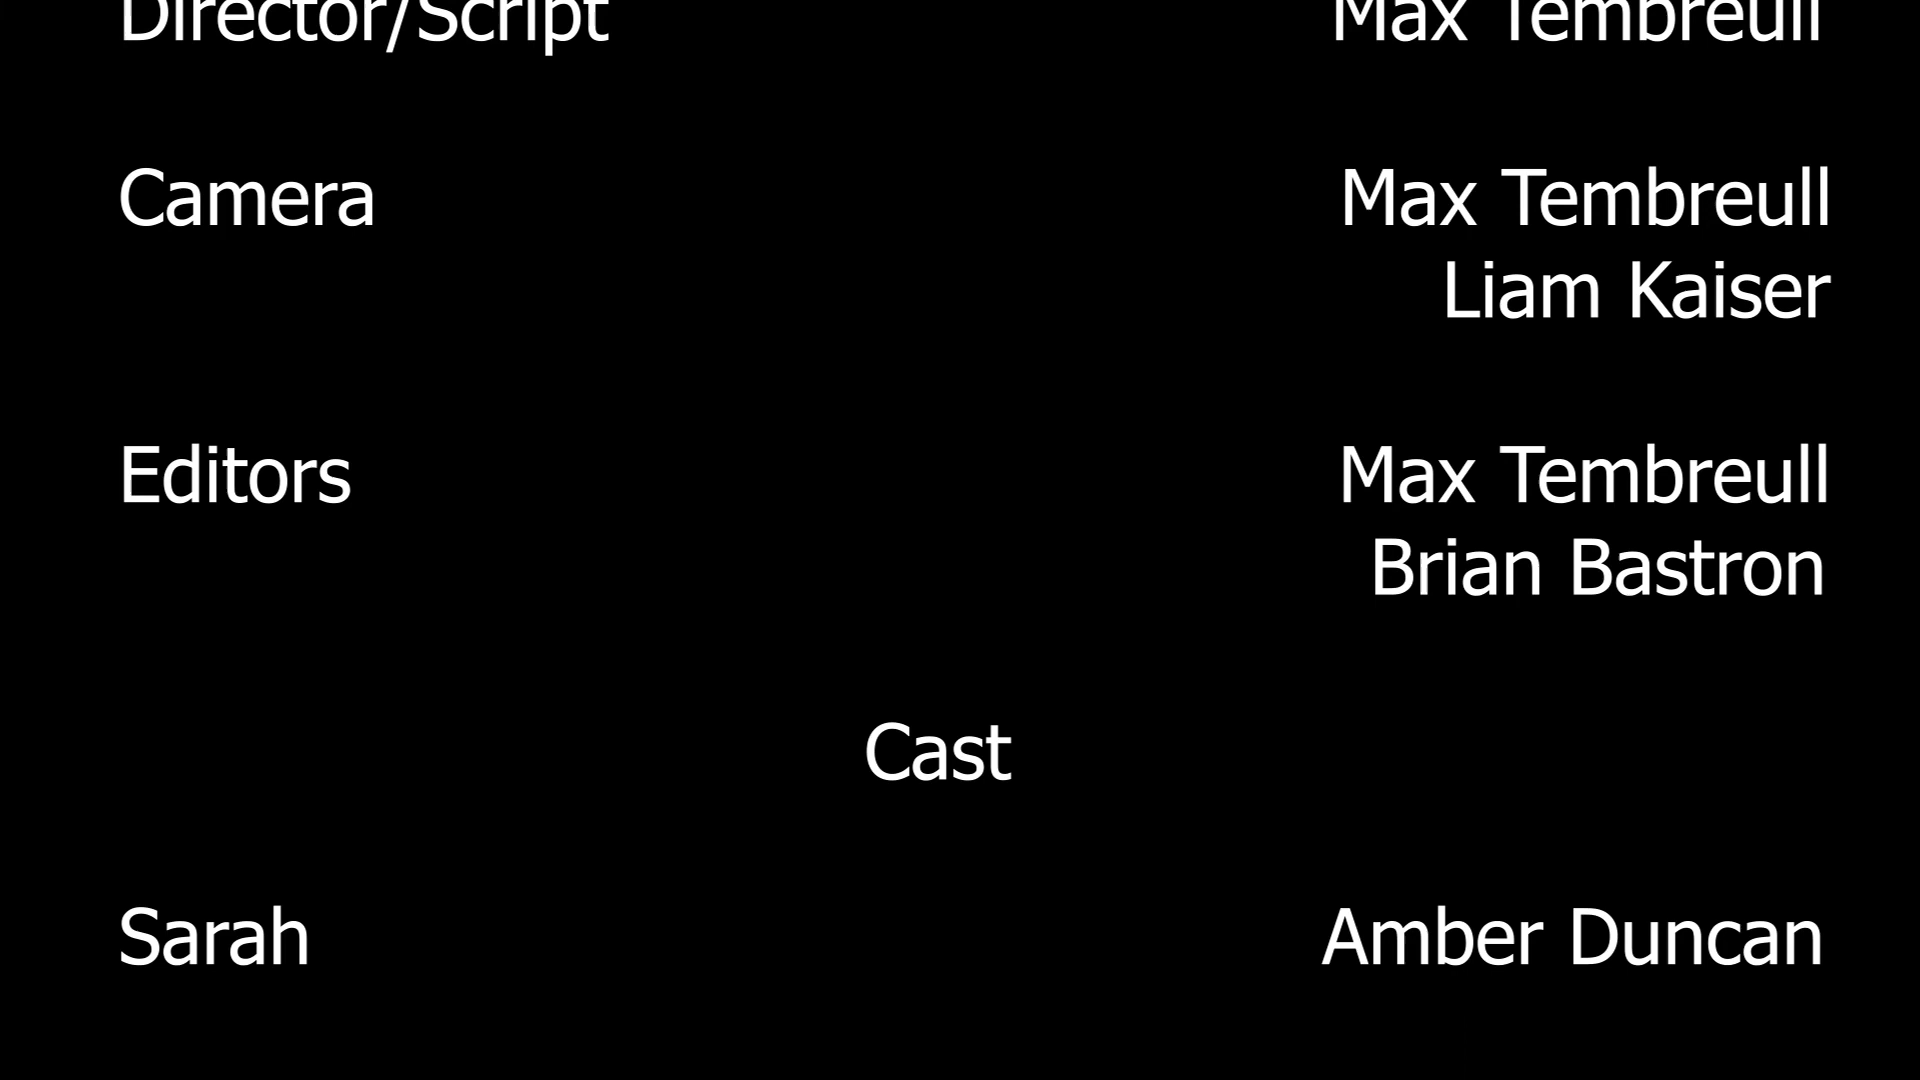 Director/Script Max Tembreull
Camera Max Tembreull
Liam Kaiser
Editors Max Tembreull
Brian Bastron
Cast
Sarah Amber Duncan